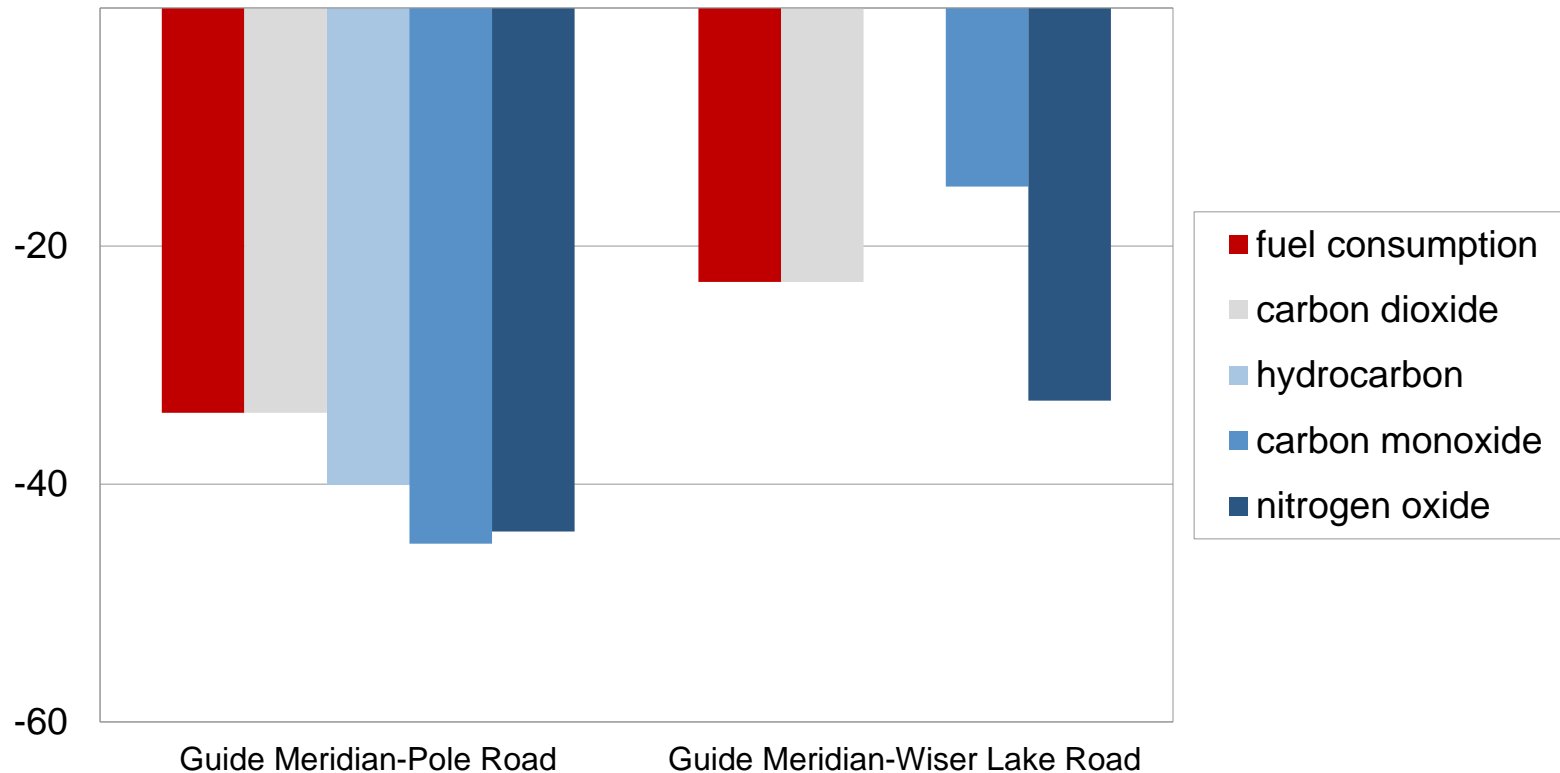 -20
-40
-60
Guide Meridian-Pole Road
Guide Meridian-Wiser Lake Road
fuel consumption
carbon dioxide
hydrocarbon
carbon monoxide
nitrogen oxide